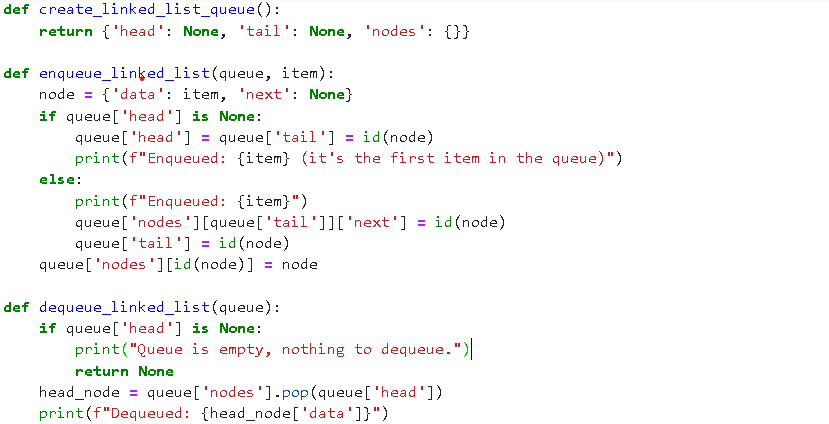 def create_linked_list_queue():
    return {'head': None, 'tail': None, 'nodes': {}}

def enqueue_linked_list(queue, item):
    node = {'data': item, 'next': None}
    if queue['head'] is None:
        queue['head'] = queue['tail'] = id(node)
        print(f"Enqueued: {item} (it's the first item in the queue)")
    else:
        print(f"Enqueued: {item}")
        queue['nodes'][queue['tail']]['next'] = id(node)
        queue['tail'] = id(node)
    queue['nodes'][id(node)] = node

def dequeue_linked_list(queue):
    if queue['head'] is None:
        print("Queue is empty, nothing to dequeue.")
        return None
    head_node = queue['nodes'].pop(queue['head'])
    print(f"Dequeued: {head_node['data']}")